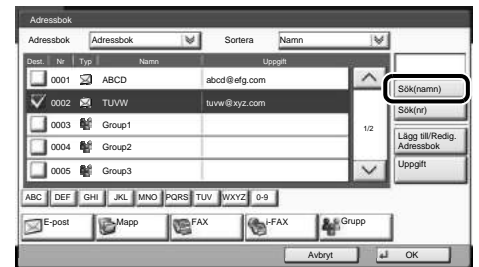 Adressbok
Adressbok Adressbok Sortera Namn
Dest. Nr Typ Namn Uppgift
0001 ABCD abcd@efg.com
0002 TUVW tuvw@xyz.com
0003 Group1
0004 Group2
0005 Group3
1/2
Sök(namn)
Sök(nr)
Lägg till/Redig.
Adressbok
Uppgift
ABC DEF GHI JKL MNO PQRS TUV WXYZ 0-9
E-post Mapp FAX i-FAX Grupp
Avbryt OK